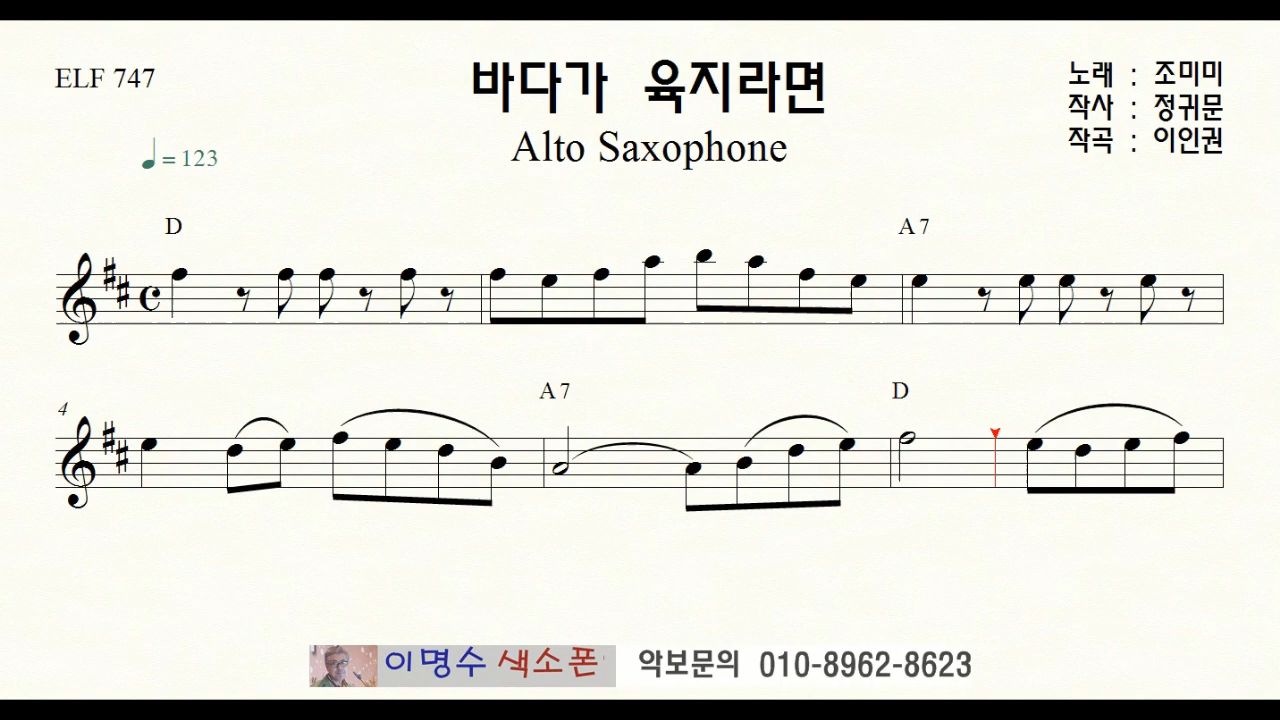 ELF 747
바다가 육지라면
Alto Saxophone
노래 : 조미미
작사 : 정귀문
작곡 : 이인권
= 123
D
A 7
4
A 7
D
이명수 색소폰
악보문의 010-8962-8623